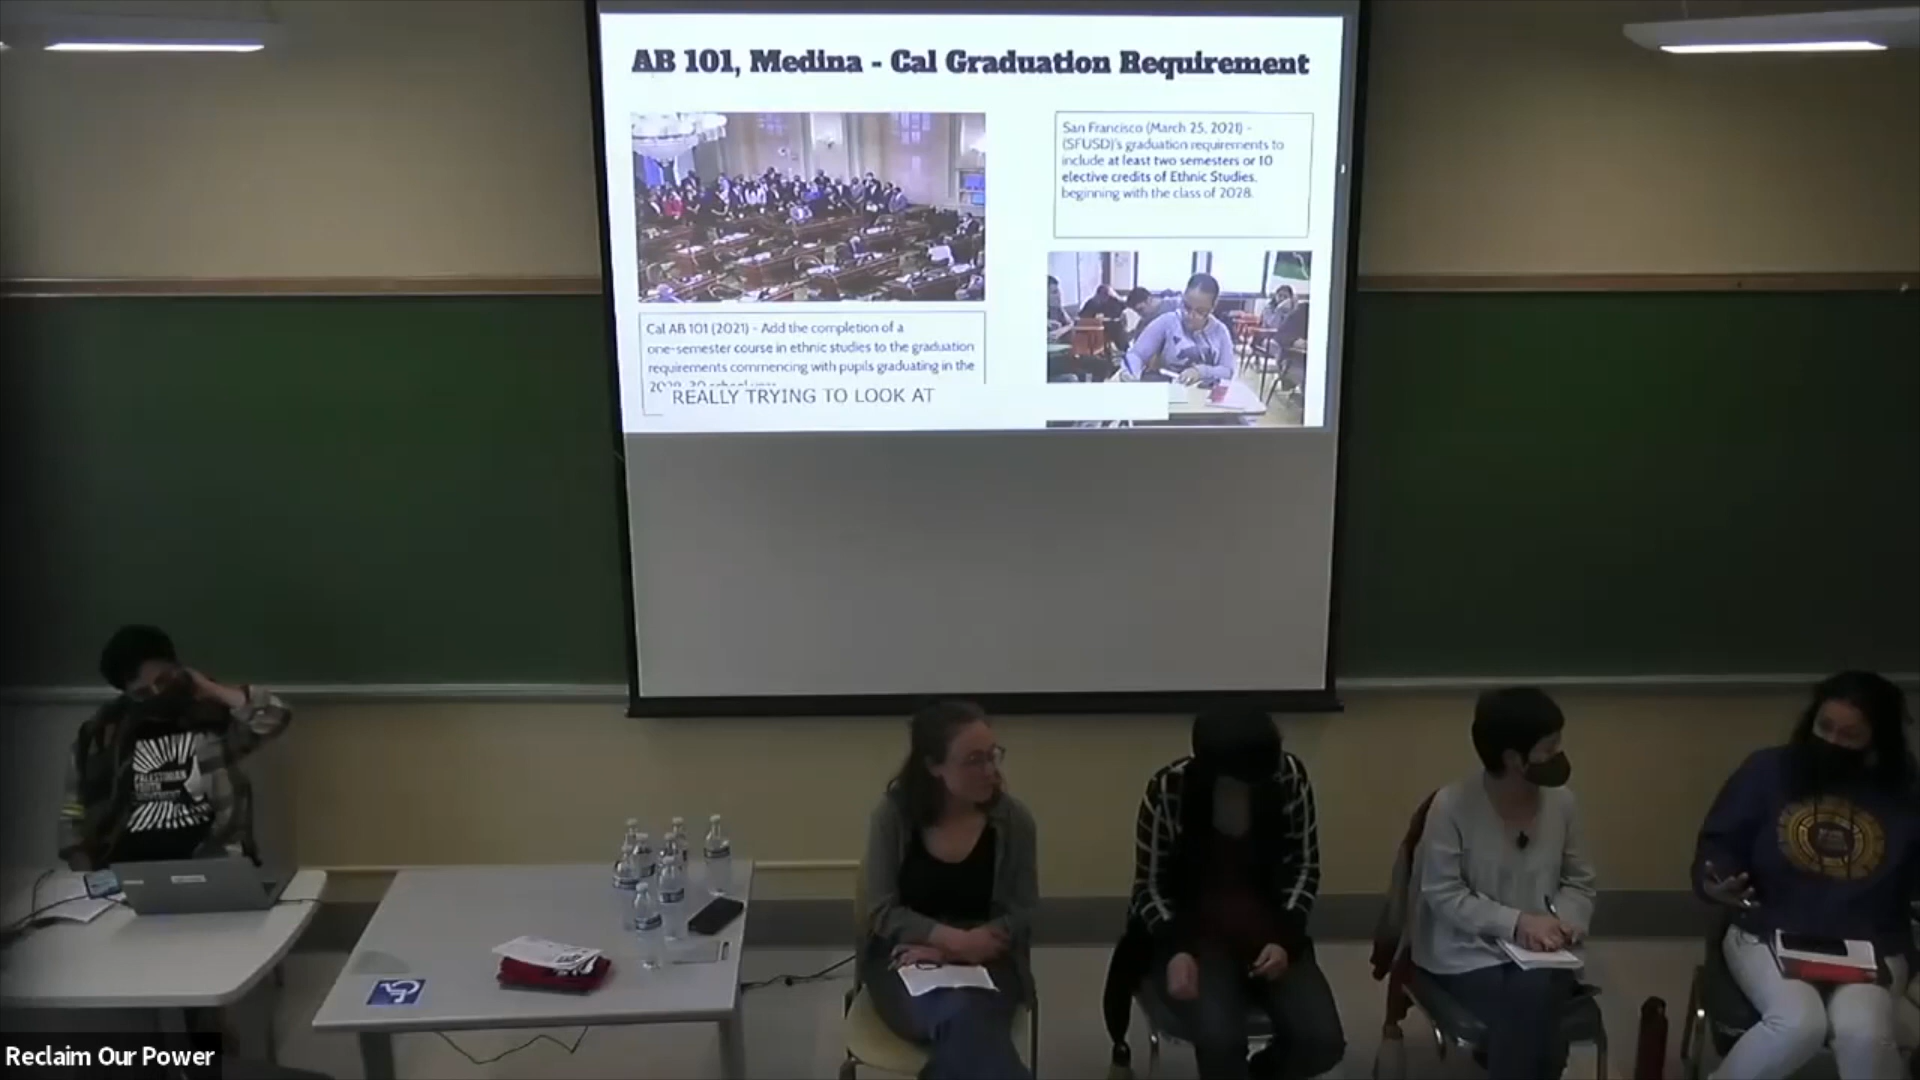 AB 101, Medina - Cal Graduation Requirement
San Francisco (March 25, 2021) -
(SFUSD)'s graduation requirements to
include at least two semesters or 10
elective credits of Ethnic Studies,
beginning with the class of 2028.
Cal AB 101 (2021) - Add the completion of a
one-semester course in ethnic studies to the graduation
requirements commencing with pupils graduating in the
REALLY TRYING TO LOOK AT
PALESTINIAN
YOUTH
MOVEMENT
Reclaim Our Power